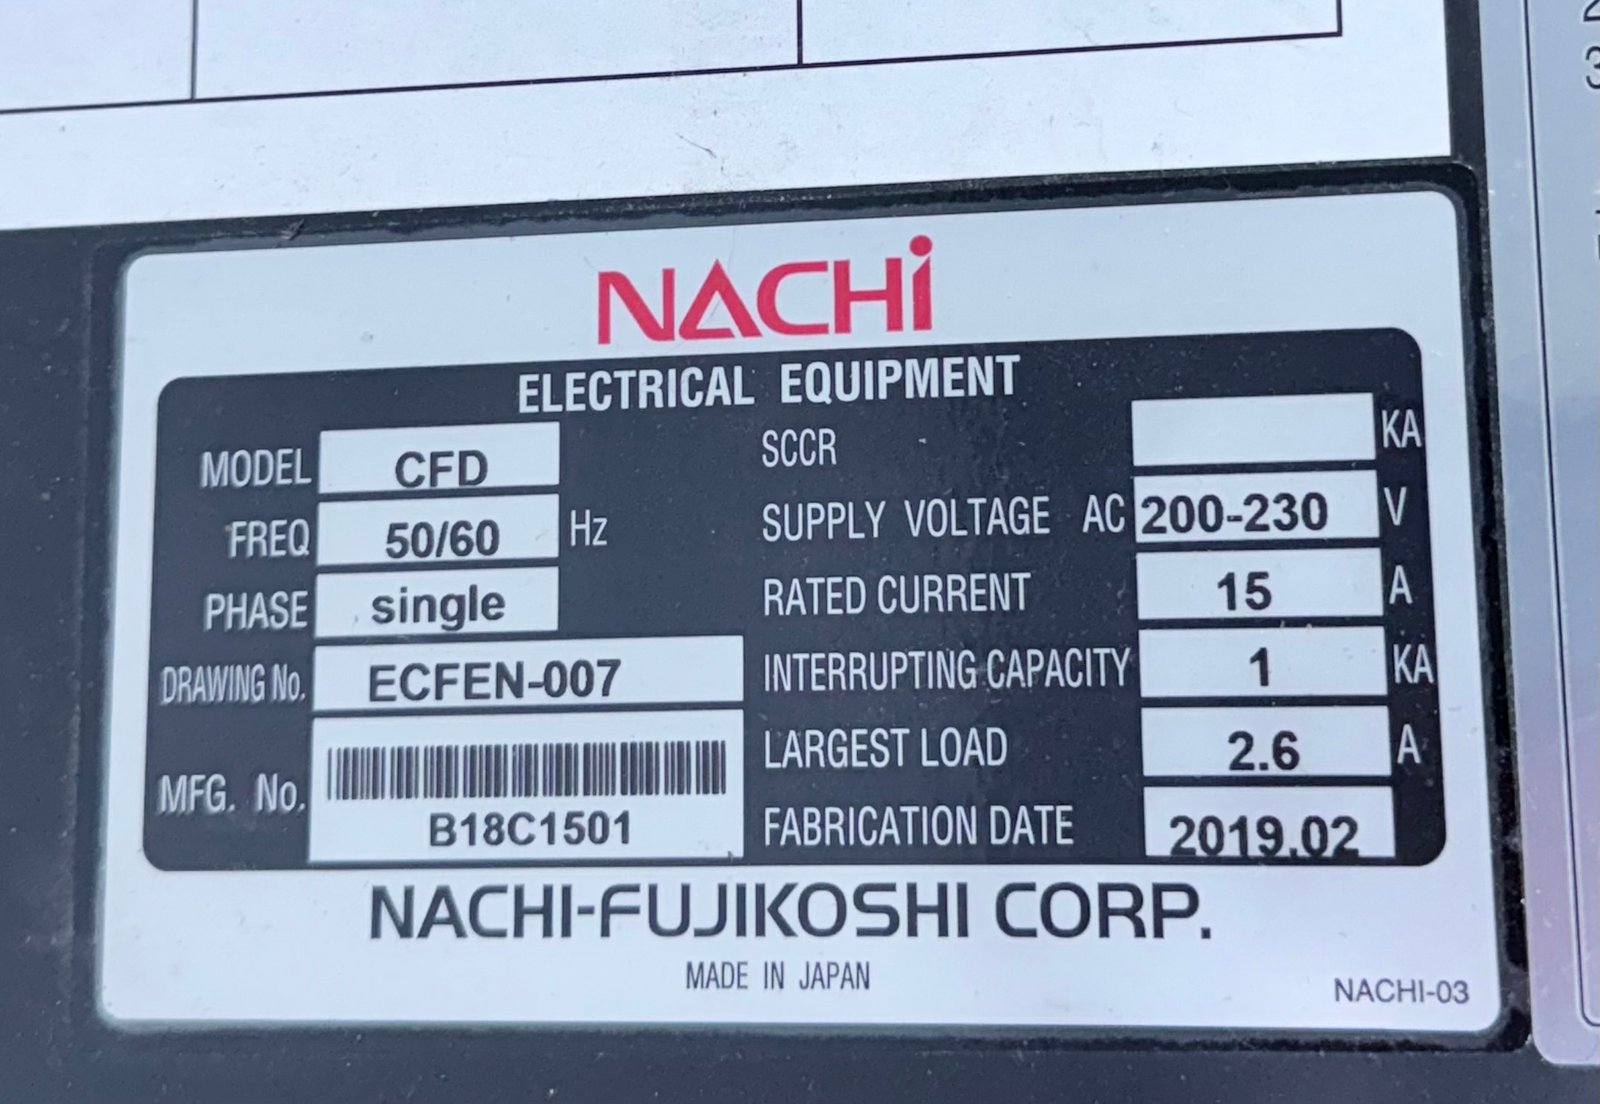 NACHi
ELECTRICAL EQUIPMENT
MODEL CFD
FREQ 50/60 Hz
PHASE single
DRAWING No. ECFEN-007
MFG. No. B18C1501
SCCR KA
SUPPLY VOLTAGE AC 200-230 V
RATED CURRENT 15 A
INTERRUPTING CAPACITY 1 KA
LARGEST LOAD 2.6 A
FABRICATION DATE 2019.02
NACHI-FUJIKOSHI CORP.
MADE IN JAPAN
NACHI-03